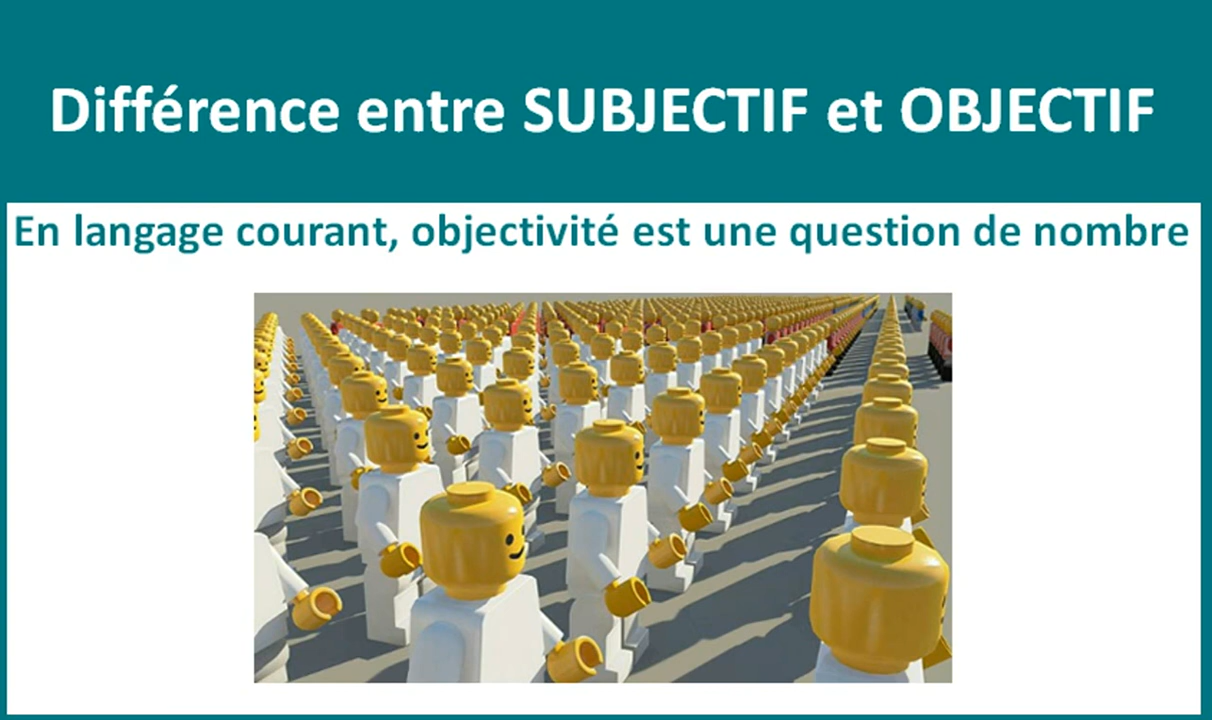 Différence entre SUBJECTIF et OBJECTIF
En langage courant, objectivité est une question de nombre